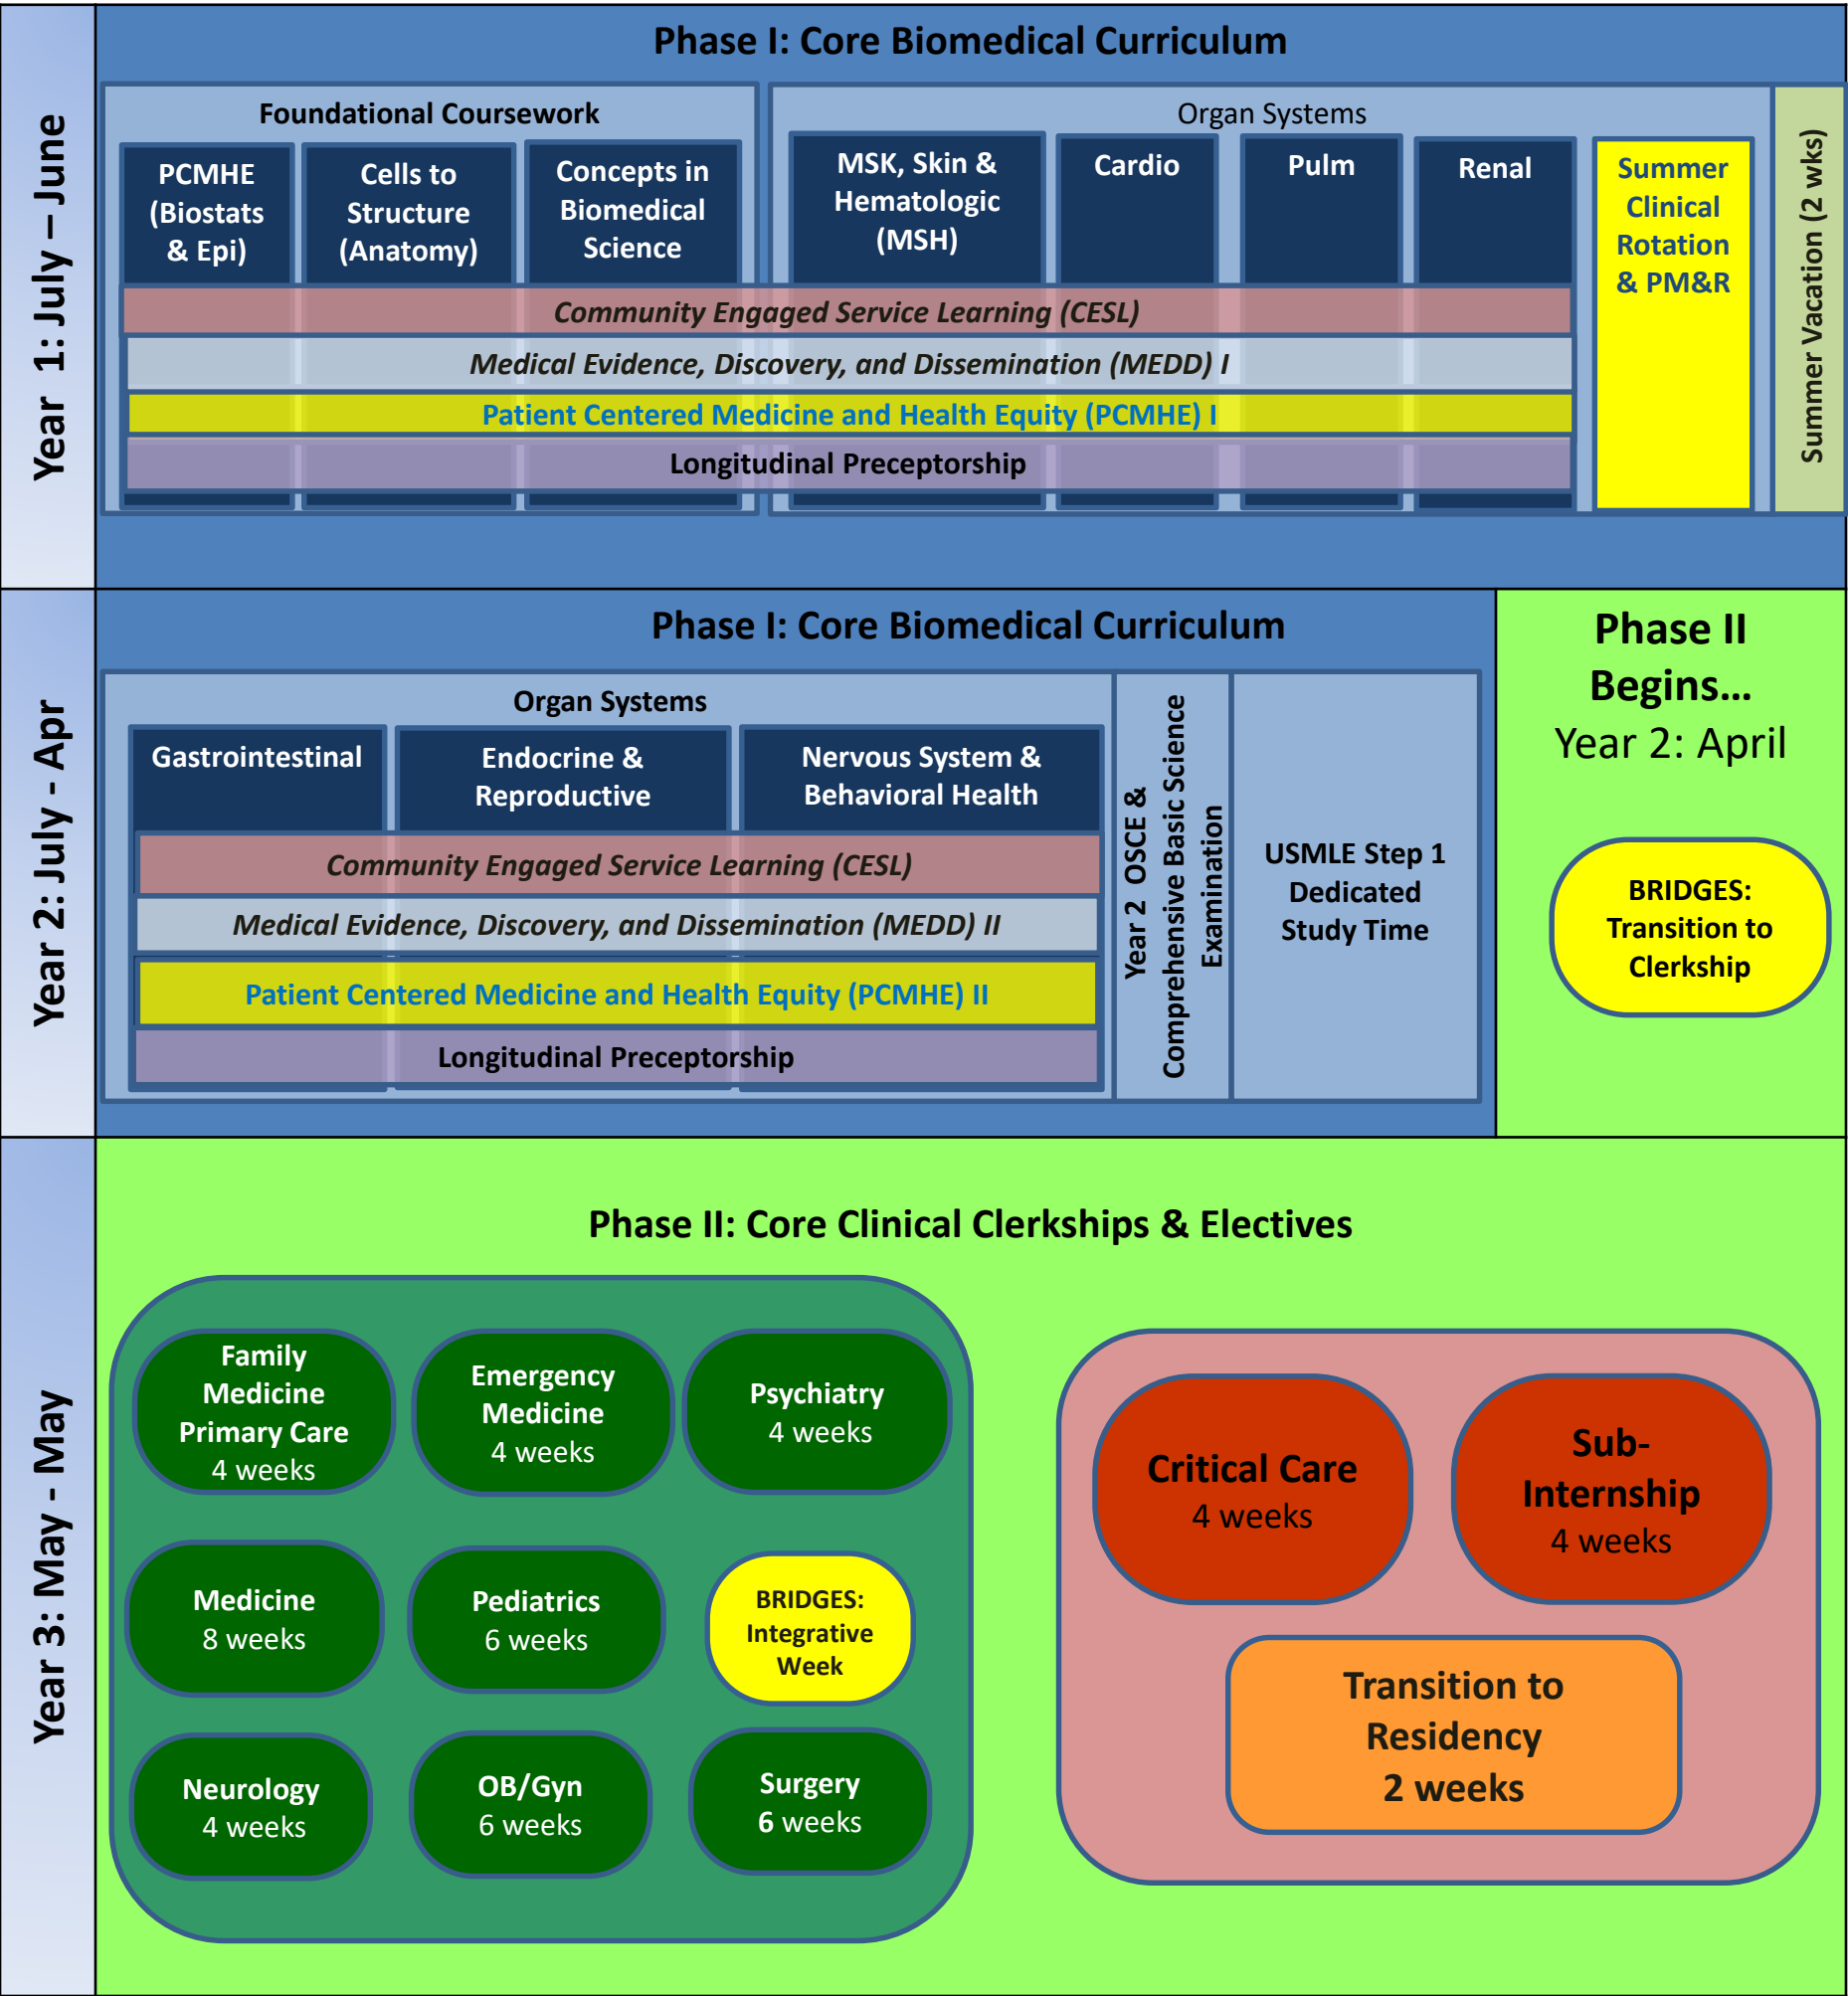 Year 1: July – June
Phase I: Core Biomedical Curriculum
Foundational Coursework
PCMHE
(Biostats
& Epi)
Cells to
Structure
(Anatomy)
Concepts in
Biomedical
Science
Organ Systems
MSK, Skin &
Hematologic
(MSH)
Cardio
Pulm
Renal
Summer
Clinical
Rotation
& PM&R
Summer Vacation (2 wks)
Community Engaged Service Learning (CESL)
Medical Evidence, Discovery, and Dissemination (MEDD) I
Patient Centered Medicine and Health Equity (PCMHE) I
Longitudinal Preceptorship
Year 2: July - Apr
Phase I: Core Biomedical Curriculum
Organ Systems
Gastrointestinal
Endocrine &
Reproductive
Nervous System &
Behavioral Health
Community Engaged Service Learning (CESL)
Medical Evidence, Discovery, and Dissemination (MEDD) II
Patient Centered Medicine and Health Equity (PCMHE) II
Longitudinal Preceptorship
Year 2 OSCE &
Comprehensive Basic Science
Examination
USMLE Step 1
Dedicated
Study Time
Phase II
Begins...
Year 2: April
BRIDGES:
Transition to
Clerkship
Year 3: May - May
Phase II: Core Clinical Clerkships & Electives
Family
Medicine
Primary Care
4 weeks
Emergency
Medicine
4 weeks
Psychiatry
4 weeks
Medicine
8 weeks
Pediatrics
6 weeks
BRIDGES:
Integrative
Week
Neurology
4 weeks
OB/Gyn
6 weeks
Surgery
6 weeks
Critical Care
4 weeks
Sub-
Internship
4 weeks
Transition to
Residency
2 weeks